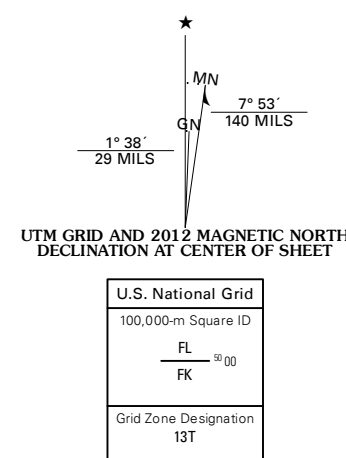 ★
MN
GN
7° 53´
140 MILS
1° 38´
29 MILS
UTM GRID AND 2012 MAGNETIC NORTH
DECLINATION AT CENTER OF SHEET
U.S. National Grid
100,000-m Square ID
FL
50 00
FK
Grid Zone Designation
13T